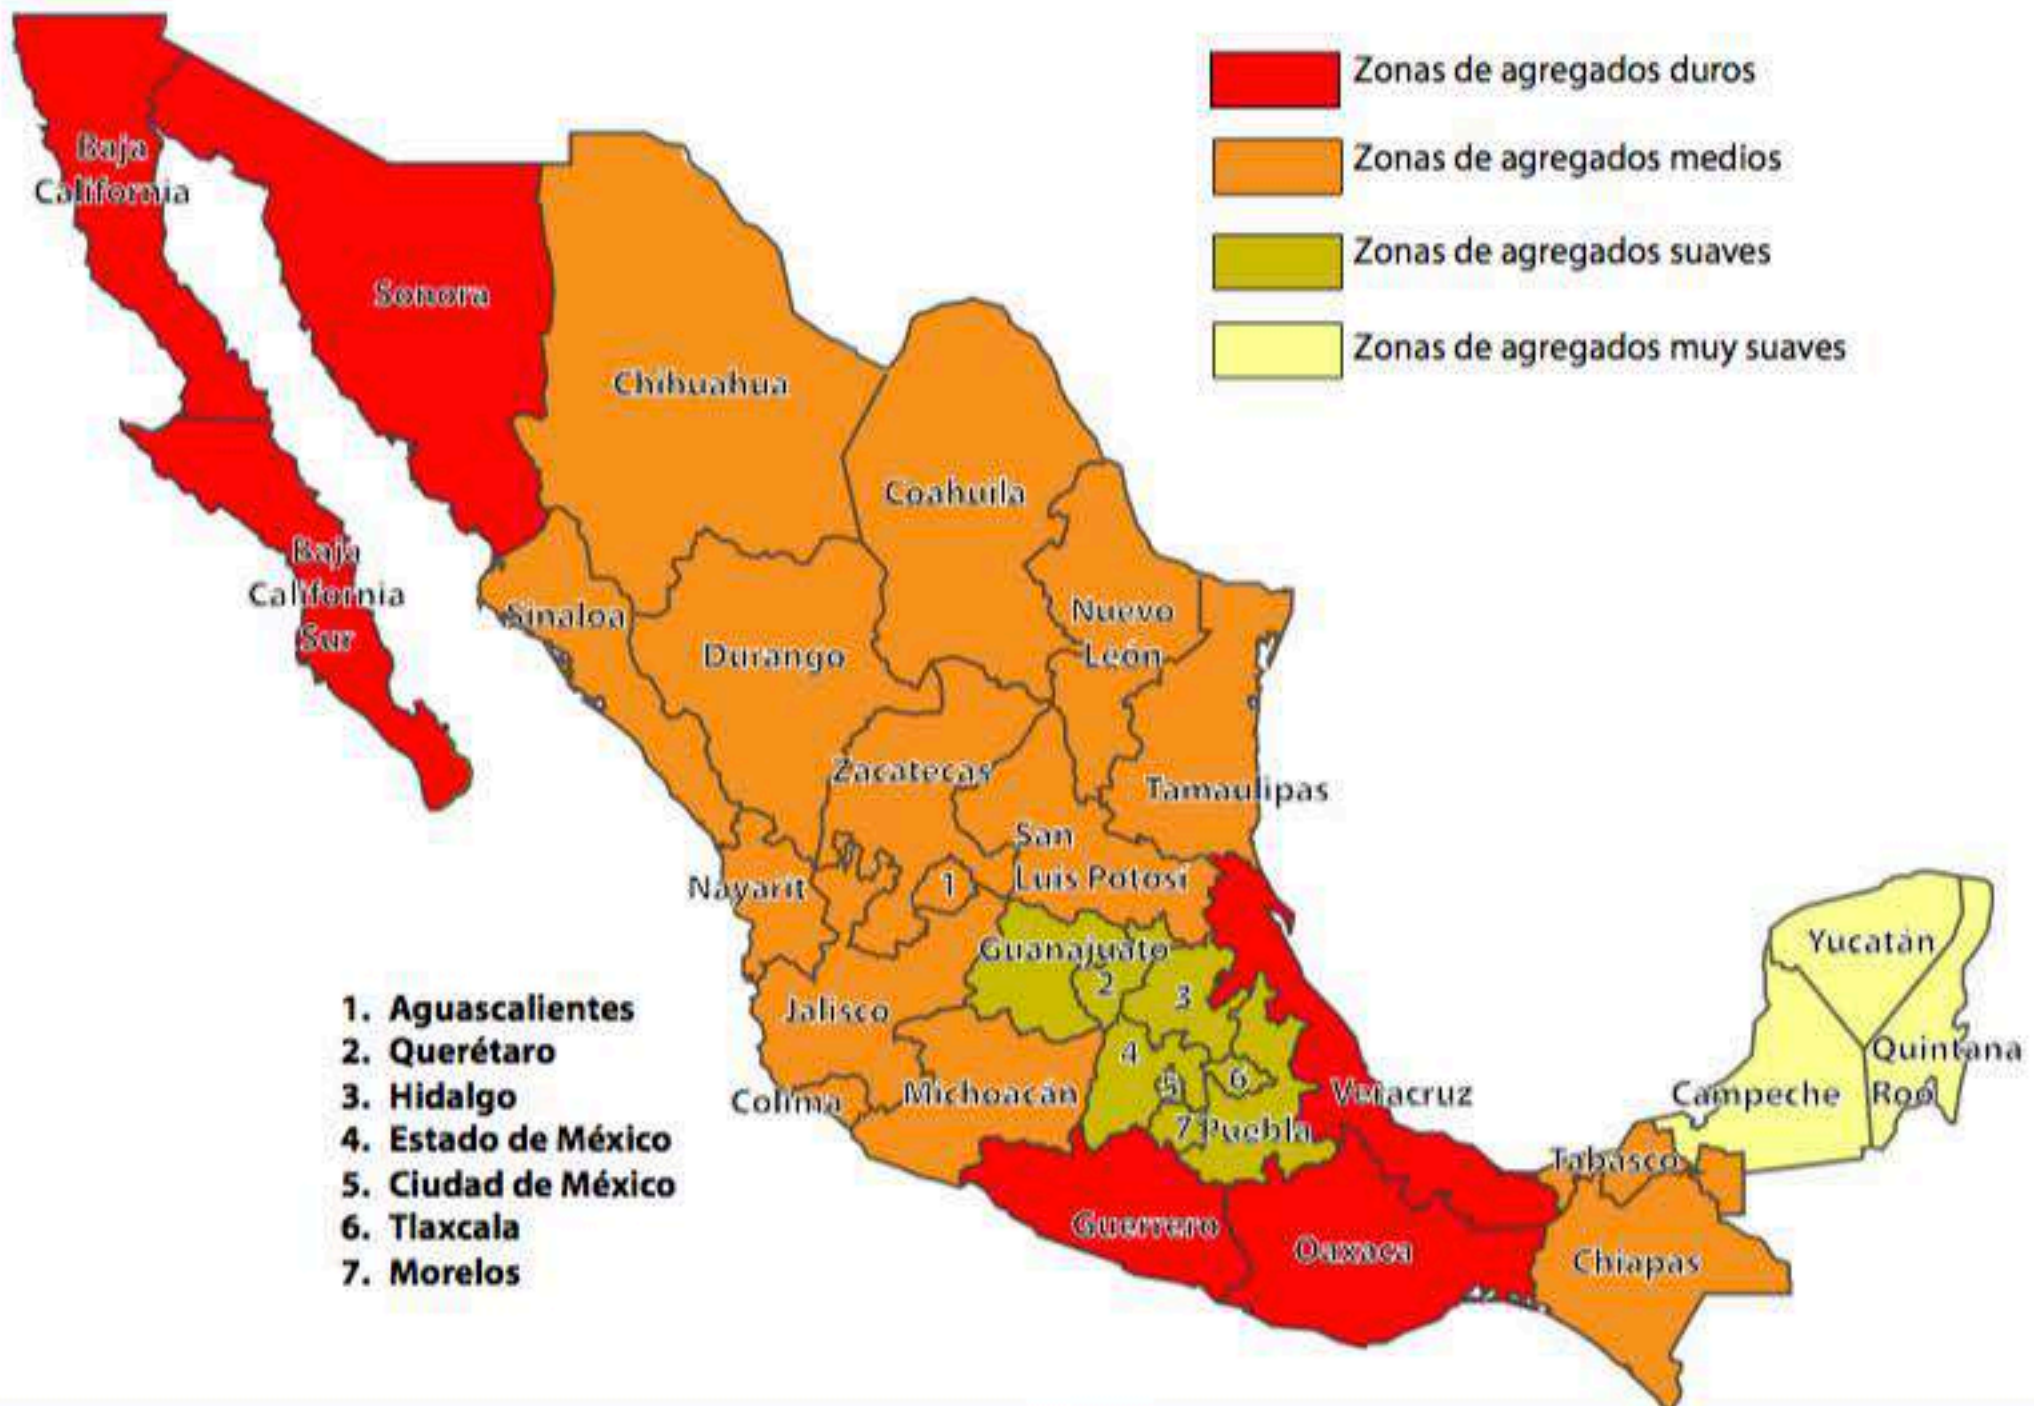 Zonas de agregados duros
Zonas de agregados medios
Zonas de agregados suaves
Zonas de agregados muy suaves
Baja
California
Sonora
Chihuahua
Coahuila
Baja
California
Sur
Sinaloa
Durango
Nuevo
León
Zacatecas
Tamaulipas
San
Luis Potosí
Nayarit
1
Guanajuato
2
3
Jalisco
4
5
6
7
Colima
Michoacán
Puebla
Veracruz
Guerrero
Oaxaca
Tabasco
Chiapas
Campeche
Yucatán
Quintana
Roo
1. Aguascalientes
2. Querétaro
3. Hidalgo
4. Estado de México
5. Ciudad de México
6. Tlaxcala
7. Morelos